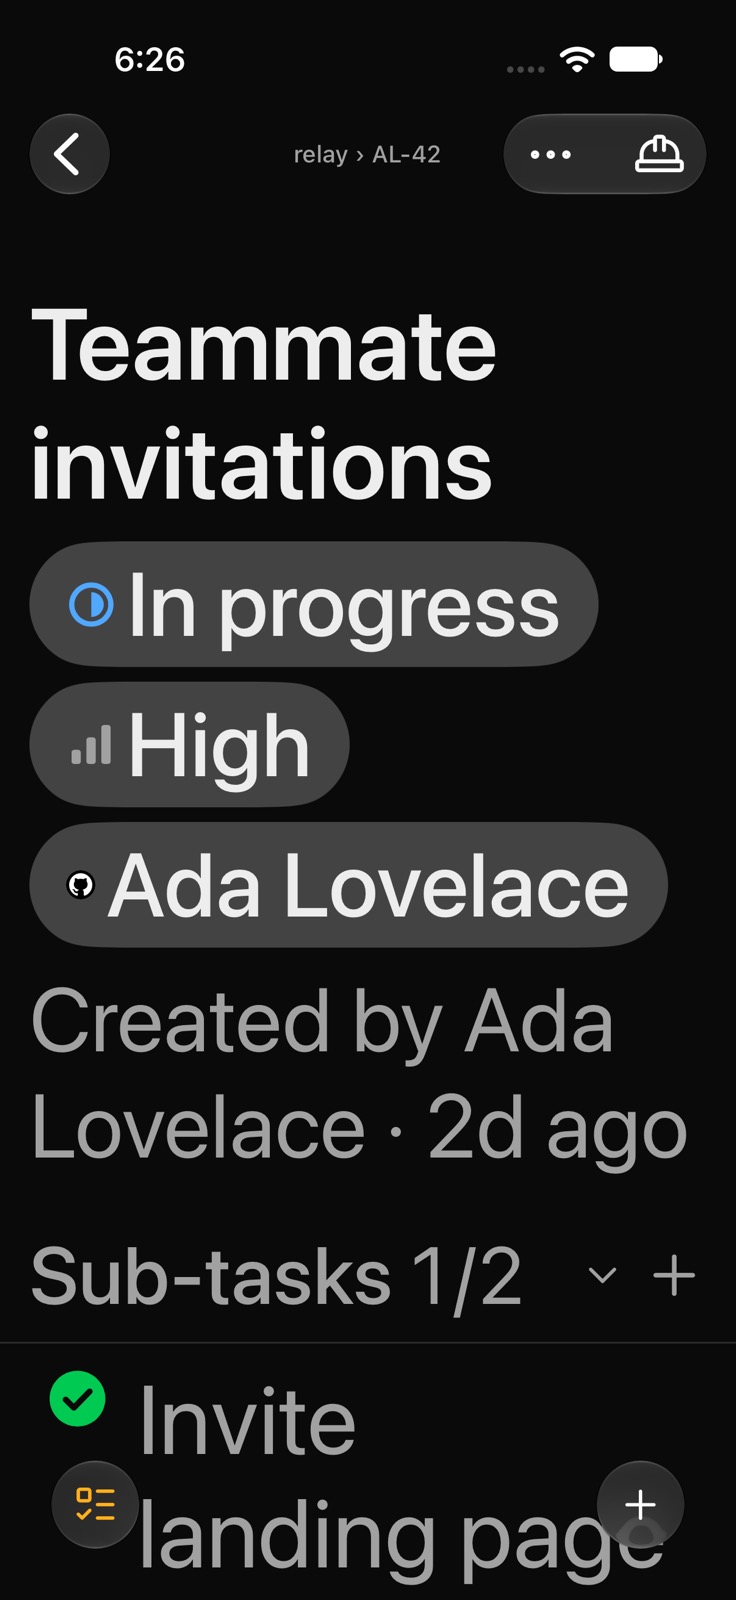 6:26
relay › AL-42
Teammate
invitations
In progress
High
Ada Lovelace
Created by Ada
Lovelace · 2d ago
Sub-tasks 1/2
Invite
landing page